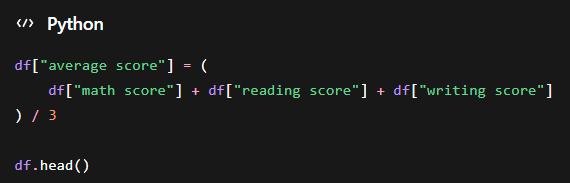 Python
df["average score"] = (
    df["math score"] + df["reading score"] + df["writing score"]
) / 3
df.head()